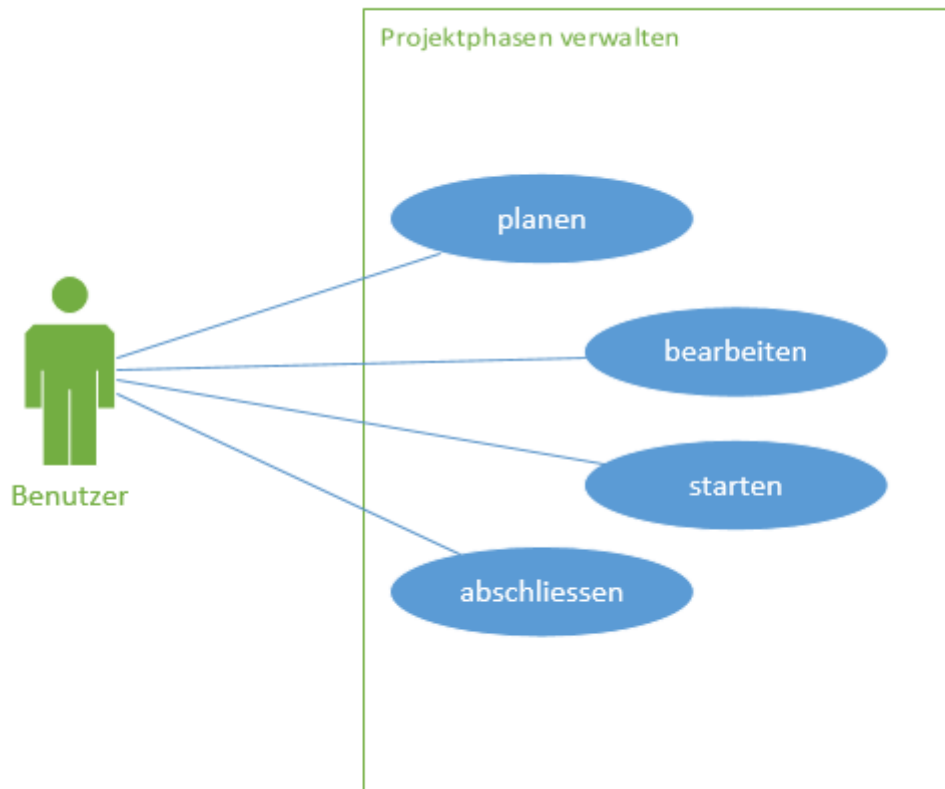 Projektphasen verwalten
planen
bearbeiten
starten
Benutzer
abschliessen